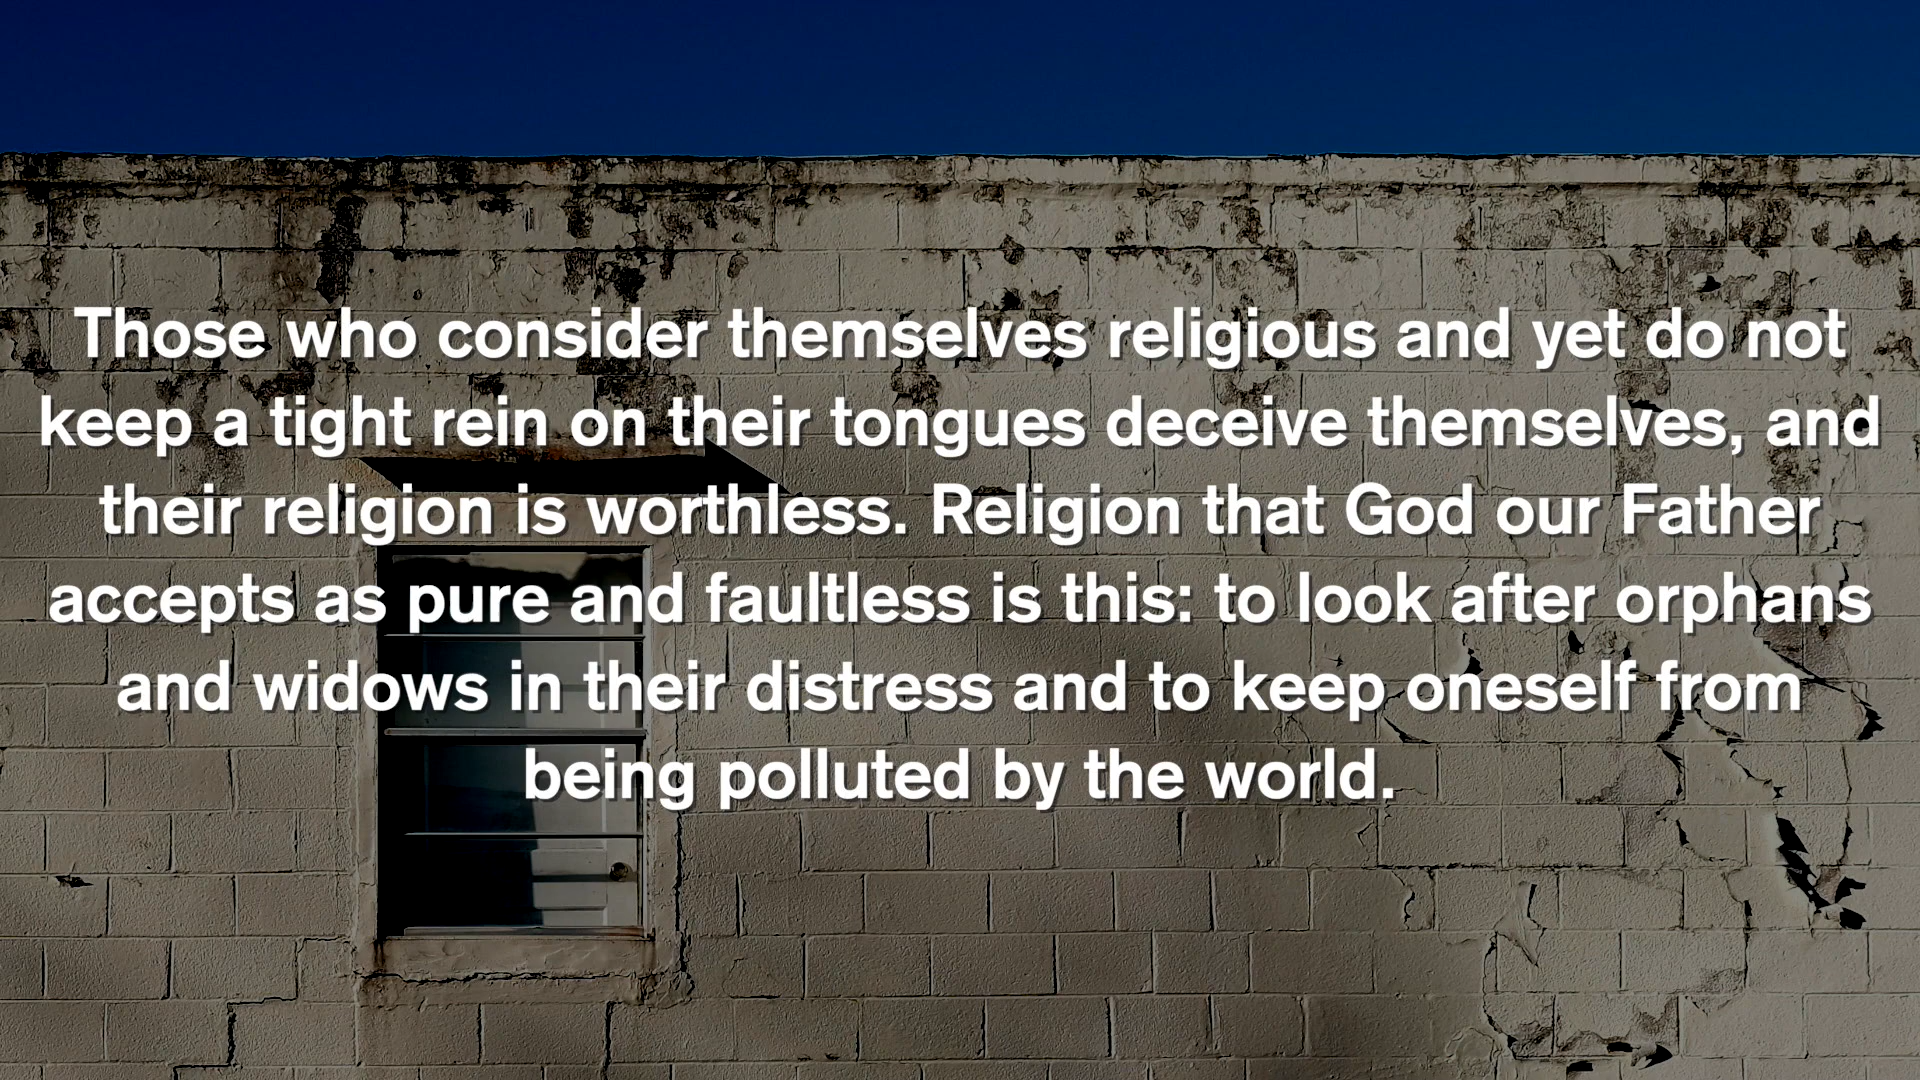 Those who consider themselves religious and yet do not
keep a tight rein on their tongues deceive themselves, and
their religion is worthless. Religion that God our Father
accepts as pure and faultless is this: to look after orphans
and widows in their distress and to keep oneself from
being polluted by the world.